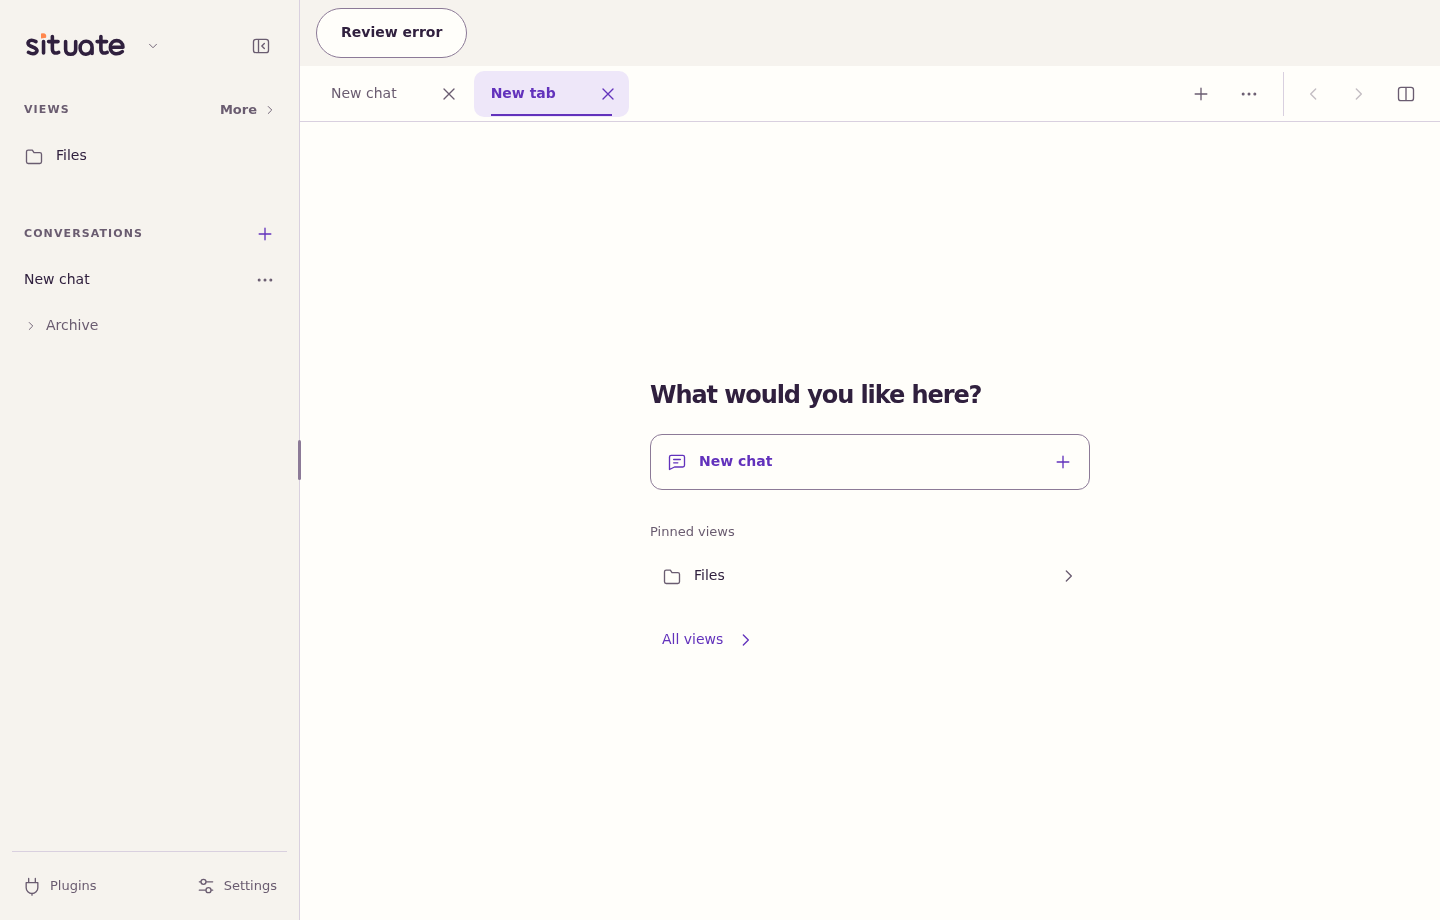 situate
Review error
New chat
New tab
VIEWS
More
Files
CONVERSATIONS
New chat
Archive
What would you like here?
New chat
Pinned views
Files
All views
Plugins
Settings